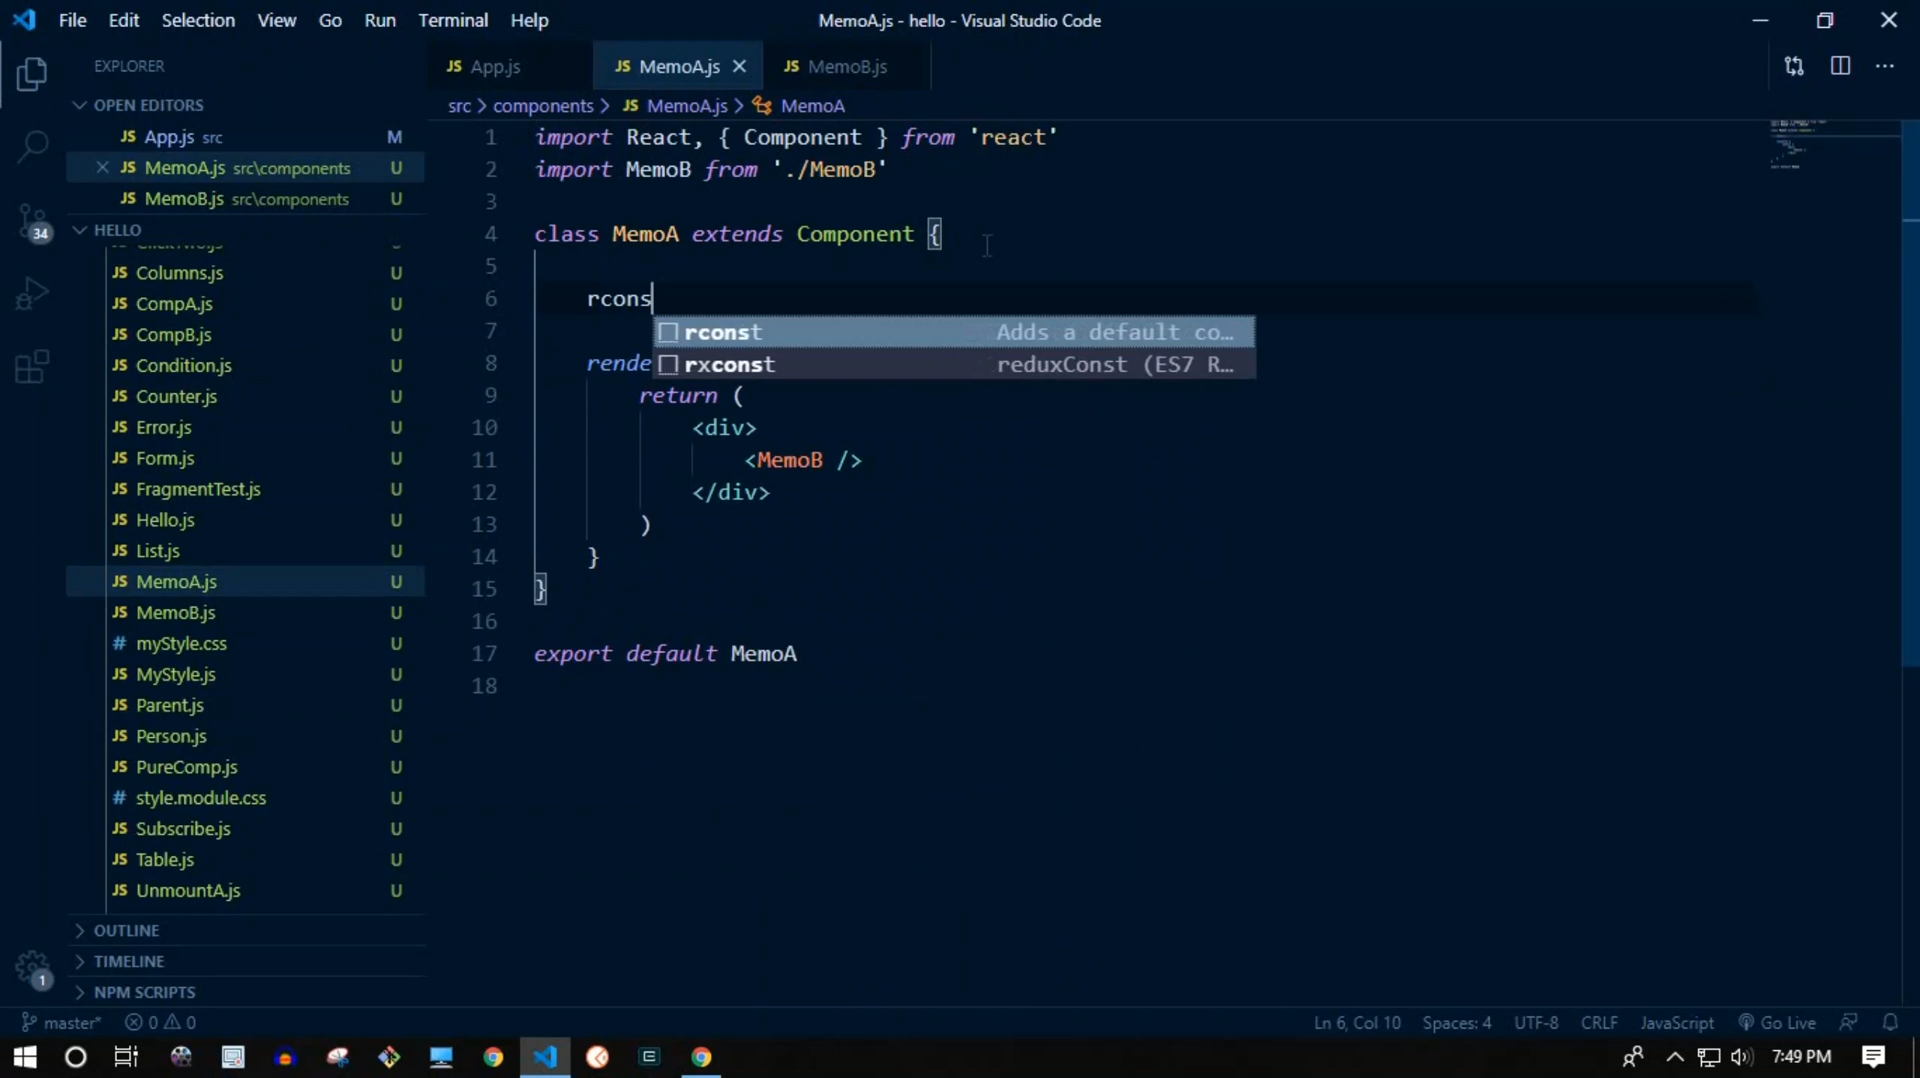 File Edit Selection View Go Run Terminal Help
MemoA.js - hello - Visual Studio Code
EXPLORER
OPEN EDITORS
JS App.js src M
JS MemoA.js src\components U
JS MemoB.js src\components U
34
HELLO
JS Columns.js U
JS CompA.js U
JS CompB.js U
JS Condition.js U
JS Counter.js U
JS Error.js U
JS Form.js U
JS FragmentTest.js U
JS Hello.js U
JS List.js U
JS MemoA.js U
JS MemoB.js U
# myStyle.css U
JS MyStyle.js U
JS Parent.js U
JS Person.js U
JS PureComp.js U
# style.module.css U
JS Subscribe.js U
JS Table.js U
JS UnmountA.js U
OUTLINE
TIMELINE
NPM SCRIPTS
1
JS App.js JS MemoA.js JS MemoB.js
src > components > JS MemoA.js > MemoA
1 import React, { Component } from 'react'
2 import MemoB from './MemoB'
3
4 class MemoA extends Component {
5
6 rcons
rconst Adds a default co…
7
rxconst reduxConst (ES7 R…
8 rende
9 return (
10 <div>
11 <MemoB />
12 </div>
13 )
14 }
15 }
16
17 export default MemoA
18
master* 0 0
Ln 6, Col 10 Spaces: 4 UTF-8 CRLF JavaScript Go Live
7:49 PM